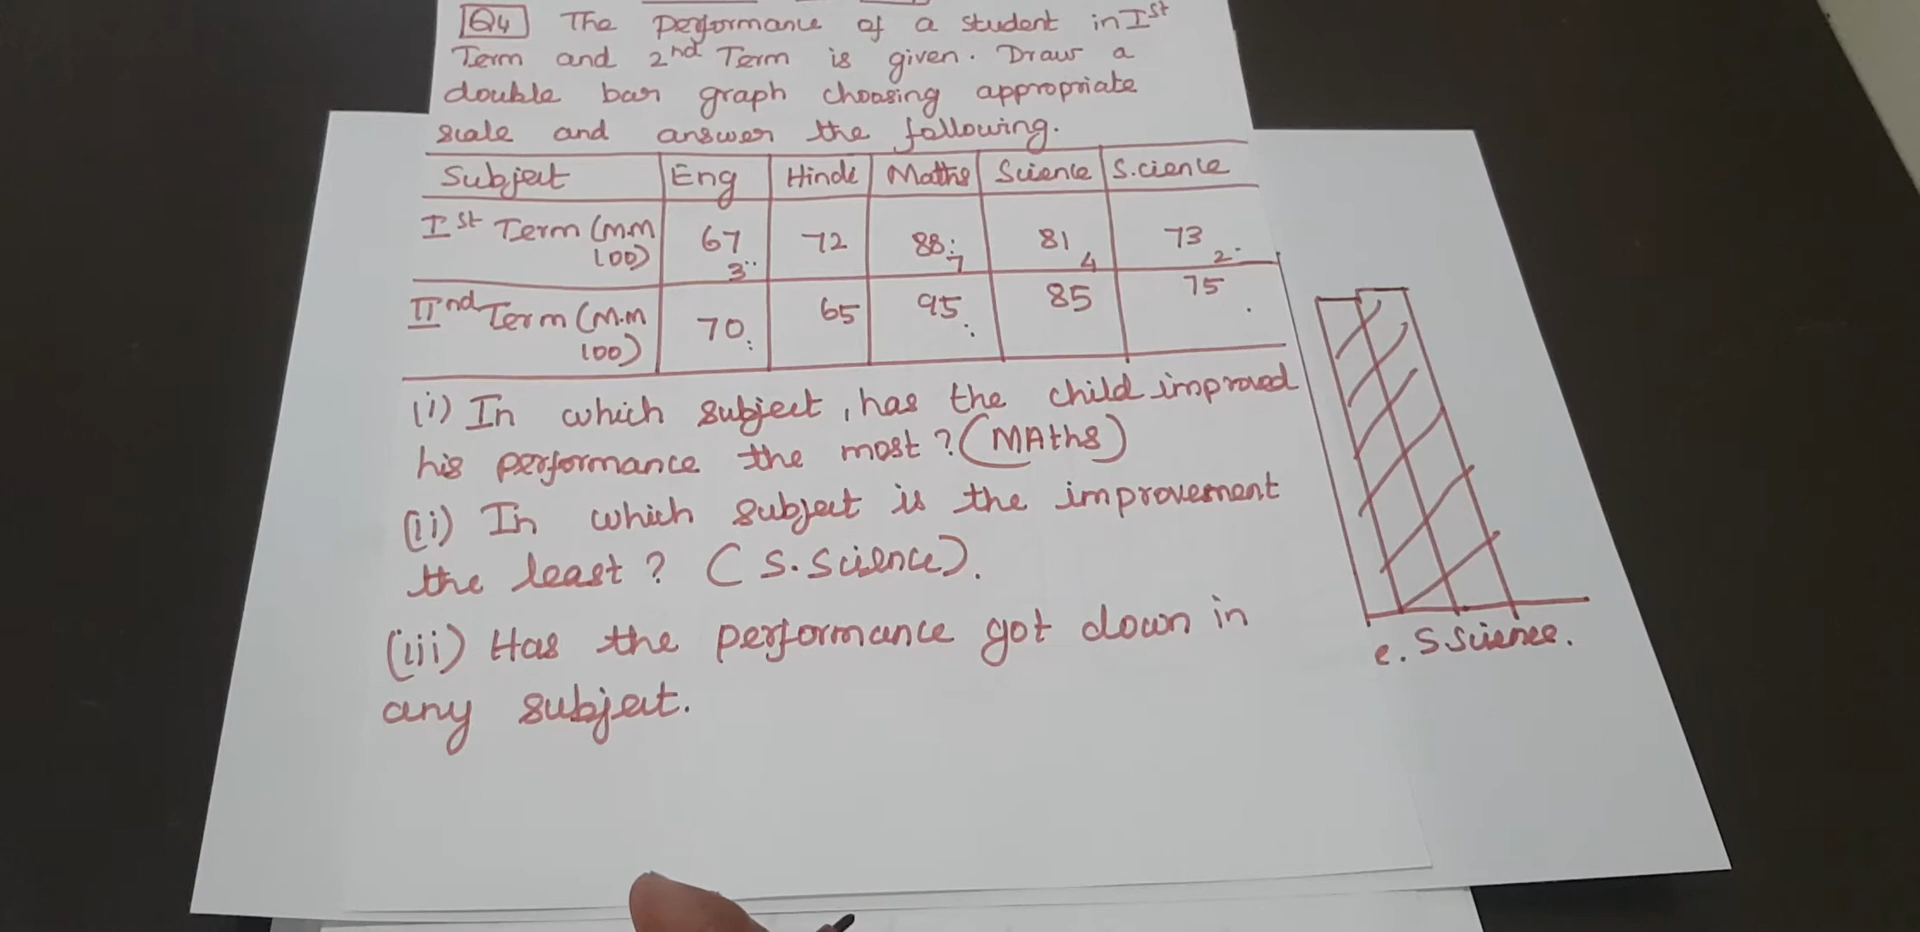 Q4 The Performance of a student in Ist
Term and 2nd Term is given. Draw a
double bar graph choosing appropriate
scale and answer the following.
Subject Eng Hindi Maths Science S.cience
Ist Term (M.M 100) 67 72 88 81 73
3 7 4 2
IInd Term (M.M 100) 70 65 95 85 75
(i) In which subject, has the child improved
his performance the most? (MAths)
(ii) In which subject is the improvement
the least? (S.Science).
(iii) Has the performance got down in
any subject.
e. S.Science.